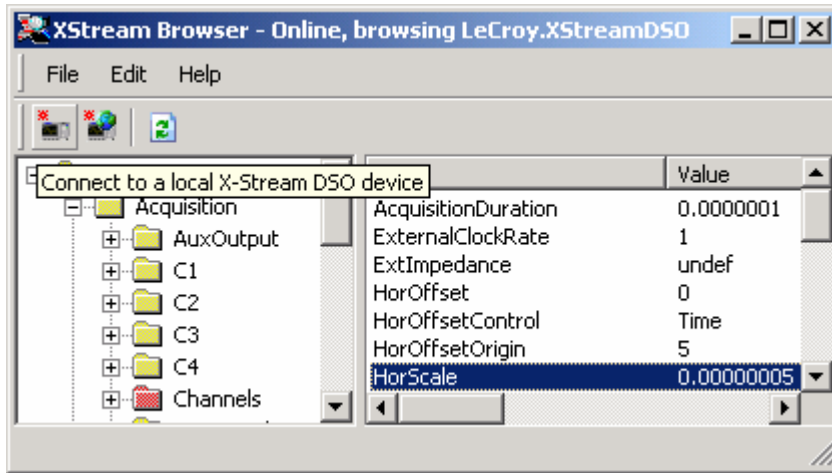 XStream Browser - Online, browsing LeCroy.XStreamDSO
File Edit Help
Connect to a local X-Stream DSO device
Value
Acquisition
AuxOutput
C1
C2
C3
C4
Channels
AcquisitionDuration 0.0000001
ExternalClockRate 1
ExtImpedance undef
HorOffset 0
HorOffsetControl Time
HorOffsetOrigin 5
HorScale 0.00000005